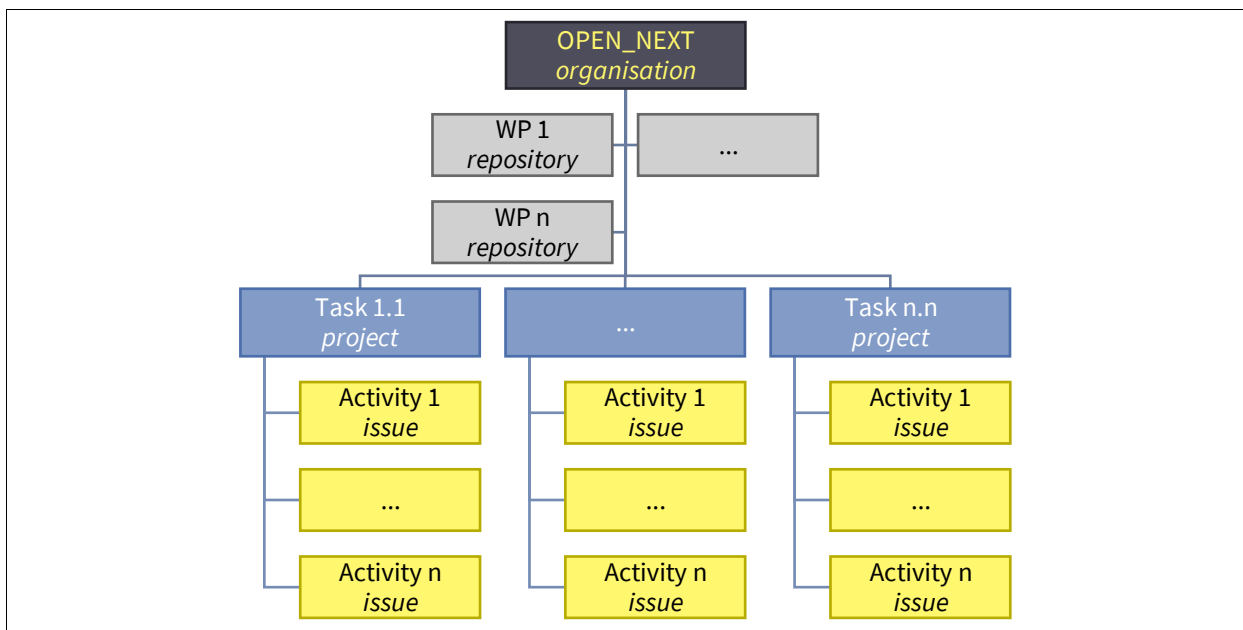 OPEN_NEXT
organisation
WP 1
repository
...
WP n
repository
Task 1.1
project
...
Task n.n
project
Activity 1
issue
Activity 1
issue
Activity 1
issue
...
...
...
Activity n
issue
Activity n
issue
Activity n
issue